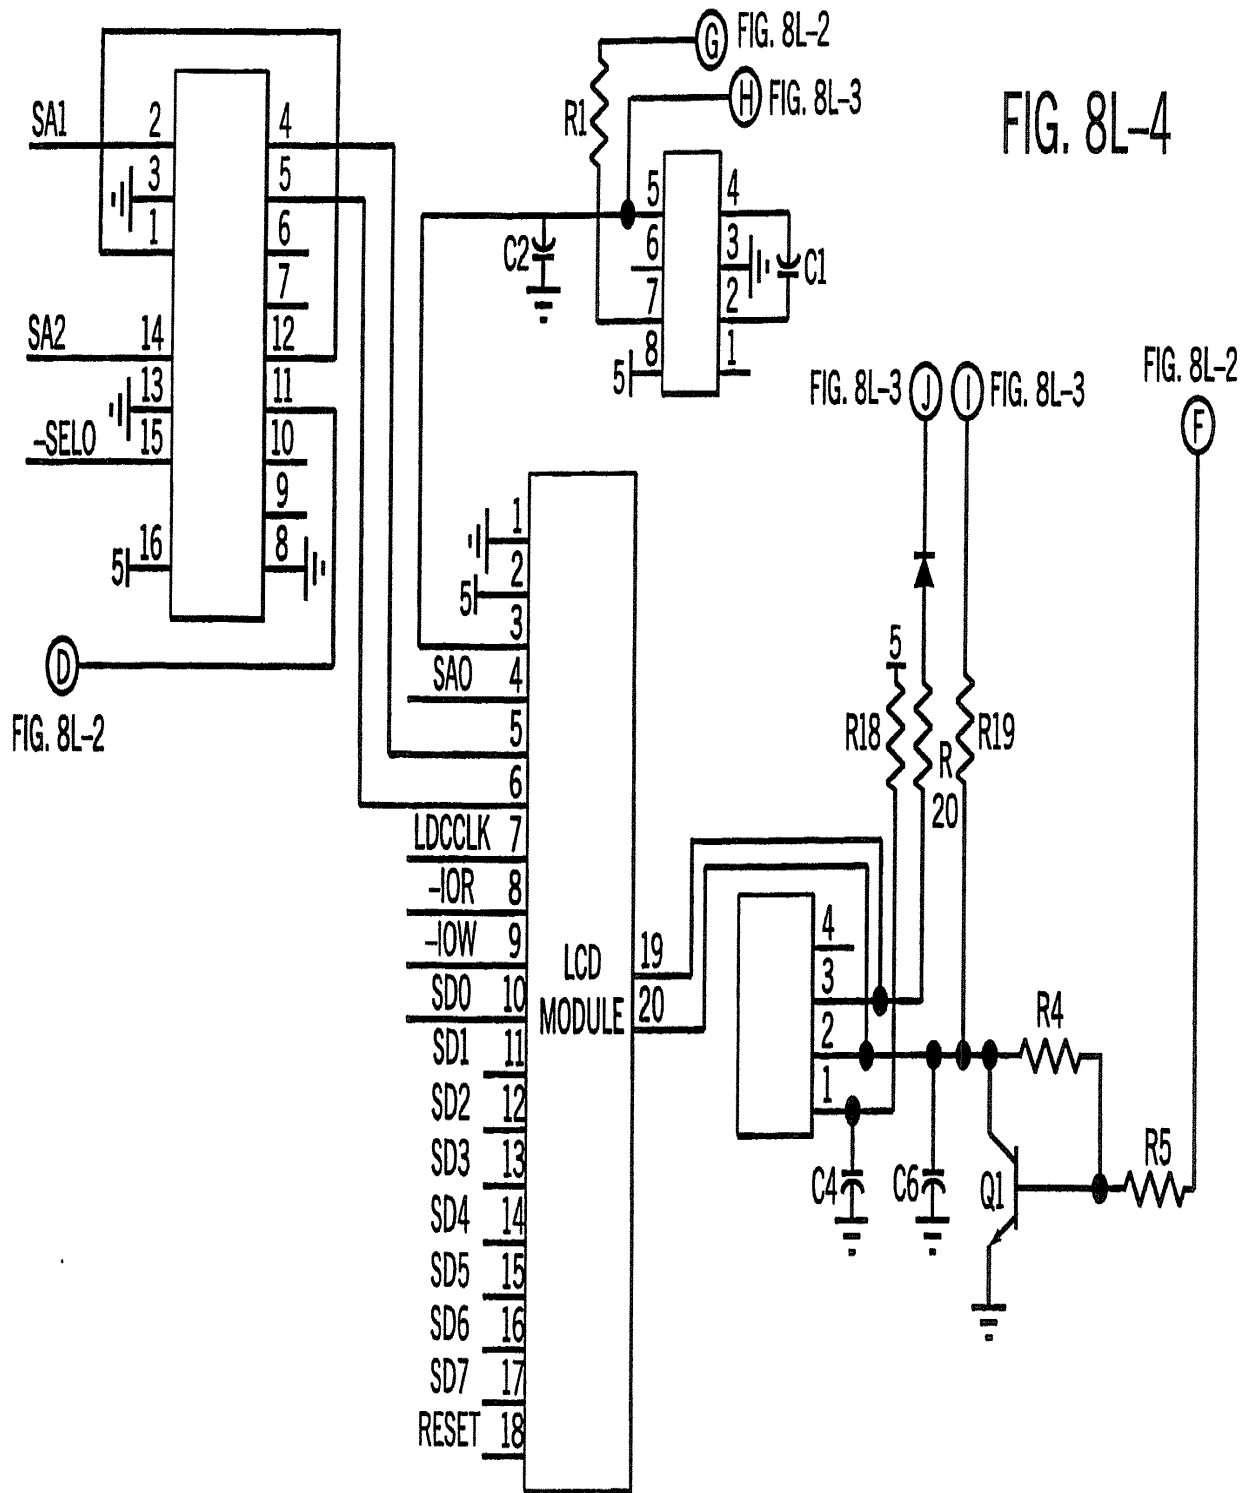 FIG. 8L-4
G FIG. 8L-2
H FIG. 8L-3
R1
SA1 2 4
3 5
1 6
7
SA2 14 12
13 11
-SELO 15 10
9
5 16 8
D
FIG. 8L-2
5 4
C2 6 3 C1
7 2
5 8 1
FIG. 8L-3 J I FIG. 8L-3
FIG. 8L-2
F
1
5 2
3
SAO 4
5
6
LDCCLK 7
-IOR 8
-IOW 9
SDO 10
SD1 11
SD2 12
SD3 13
SD4 14
SD5 15
SD6 16
SD7 17
RESET 18
LCD
MODULE
19
20
5
R18 R
20
R19
4
3
2
1
R4
R5
C4 C6 Q1